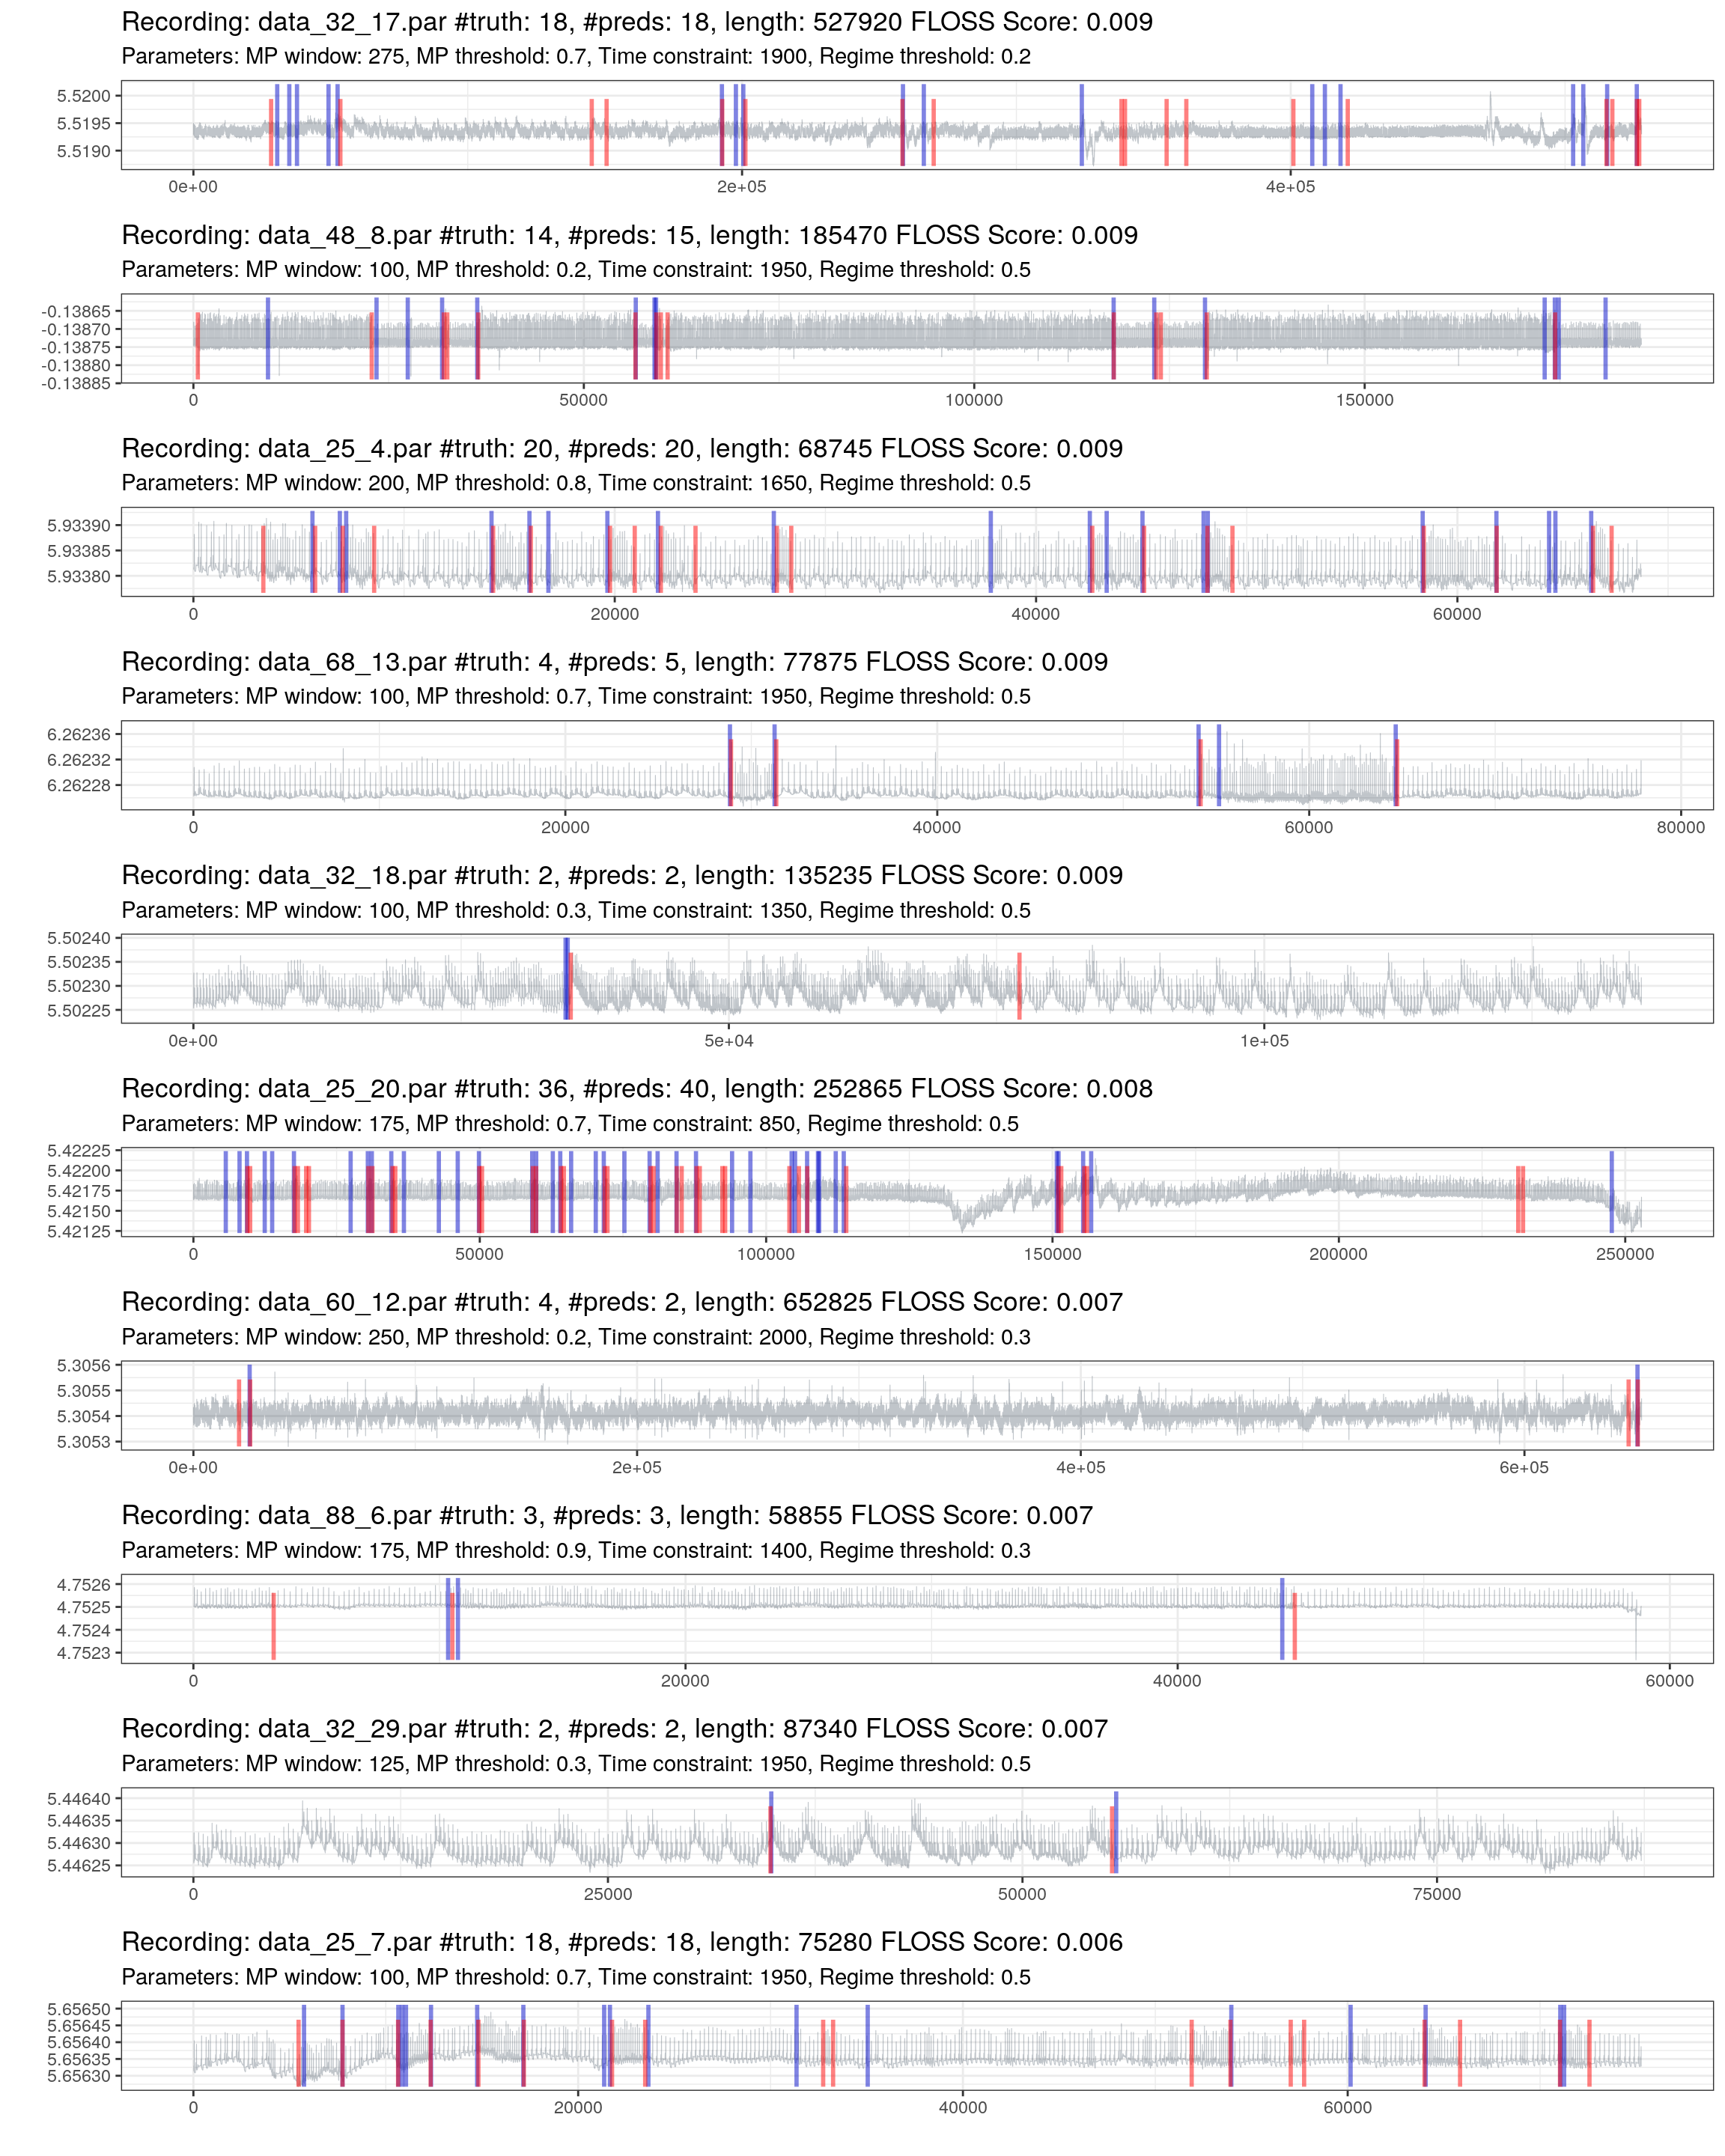 Recording: data_32_17.par #truth: 18, #preds: 18, length: 527920 FLOSS Score: 0.009
Parameters: MP window: 275, MP threshold: 0.7, Time constraint: 1900, Regime threshold: 0.2
5.5200
5.5195
5.5190
0e+00 2e+05 4e+05
Recording: data_48_8.par #truth: 14, #preds: 15, length: 185470 FLOSS Score: 0.009
Parameters: MP window: 100, MP threshold: 0.2, Time constraint: 1950, Regime threshold: 0.5
-0.13865
-0.13870
-0.13875
-0.13880
-0.13885
0 50000 100000 150000
Recording: data_25_4.par #truth: 20, #preds: 20, length: 68745 FLOSS Score: 0.009
Parameters: MP window: 200, MP threshold: 0.8, Time constraint: 1650, Regime threshold: 0.5
5.93390
5.93385
5.93380
0 20000 40000 60000
Recording: data_68_13.par #truth: 4, #preds: 5, length: 77875 FLOSS Score: 0.009
Parameters: MP window: 100, MP threshold: 0.7, Time constraint: 1950, Regime threshold: 0.5
6.26236
6.26232
6.26228
0 20000 40000 60000 80000
Recording: data_32_18.par #truth: 2, #preds: 2, length: 135235 FLOSS Score: 0.009
Parameters: MP window: 100, MP threshold: 0.3, Time constraint: 1350, Regime threshold: 0.5
5.50240
5.50235
5.50230
5.50225
0e+00 5e+04 1e+05
Recording: data_25_20.par #truth: 36, #preds: 40, length: 252865 FLOSS Score: 0.008
Parameters: MP window: 175, MP threshold: 0.7, Time constraint: 850, Regime threshold: 0.5
5.42225
5.42200
5.42175
5.42150
5.42125
0 50000 100000 150000 200000 250000
Recording: data_60_12.par #truth: 4, #preds: 2, length: 652825 FLOSS Score: 0.007
Parameters: MP window: 250, MP threshold: 0.2, Time constraint: 2000, Regime threshold: 0.3
5.3056
5.3055
5.3054
5.3053
0e+00 2e+05 4e+05 6e+05
Recording: data_88_6.par #truth: 3, #preds: 3, length: 58855 FLOSS Score: 0.007
Parameters: MP window: 175, MP threshold: 0.9, Time constraint: 1400, Regime threshold: 0.3
4.7526
4.7525
4.7524
4.7523
0 20000 40000 60000
Recording: data_32_29.par #truth: 2, #preds: 2, length: 87340 FLOSS Score: 0.007
Parameters: MP window: 125, MP threshold: 0.3, Time constraint: 1950, Regime threshold: 0.5
5.44640
5.44635
5.44630
5.44625
0 25000 50000 75000
Recording: data_25_7.par #truth: 18, #preds: 18, length: 75280 FLOSS Score: 0.006
Parameters: MP window: 100, MP threshold: 0.7, Time constraint: 1950, Regime threshold: 0.5
5.65650
5.65645
5.65640
5.65635
5.65630
0 20000 40000 60000